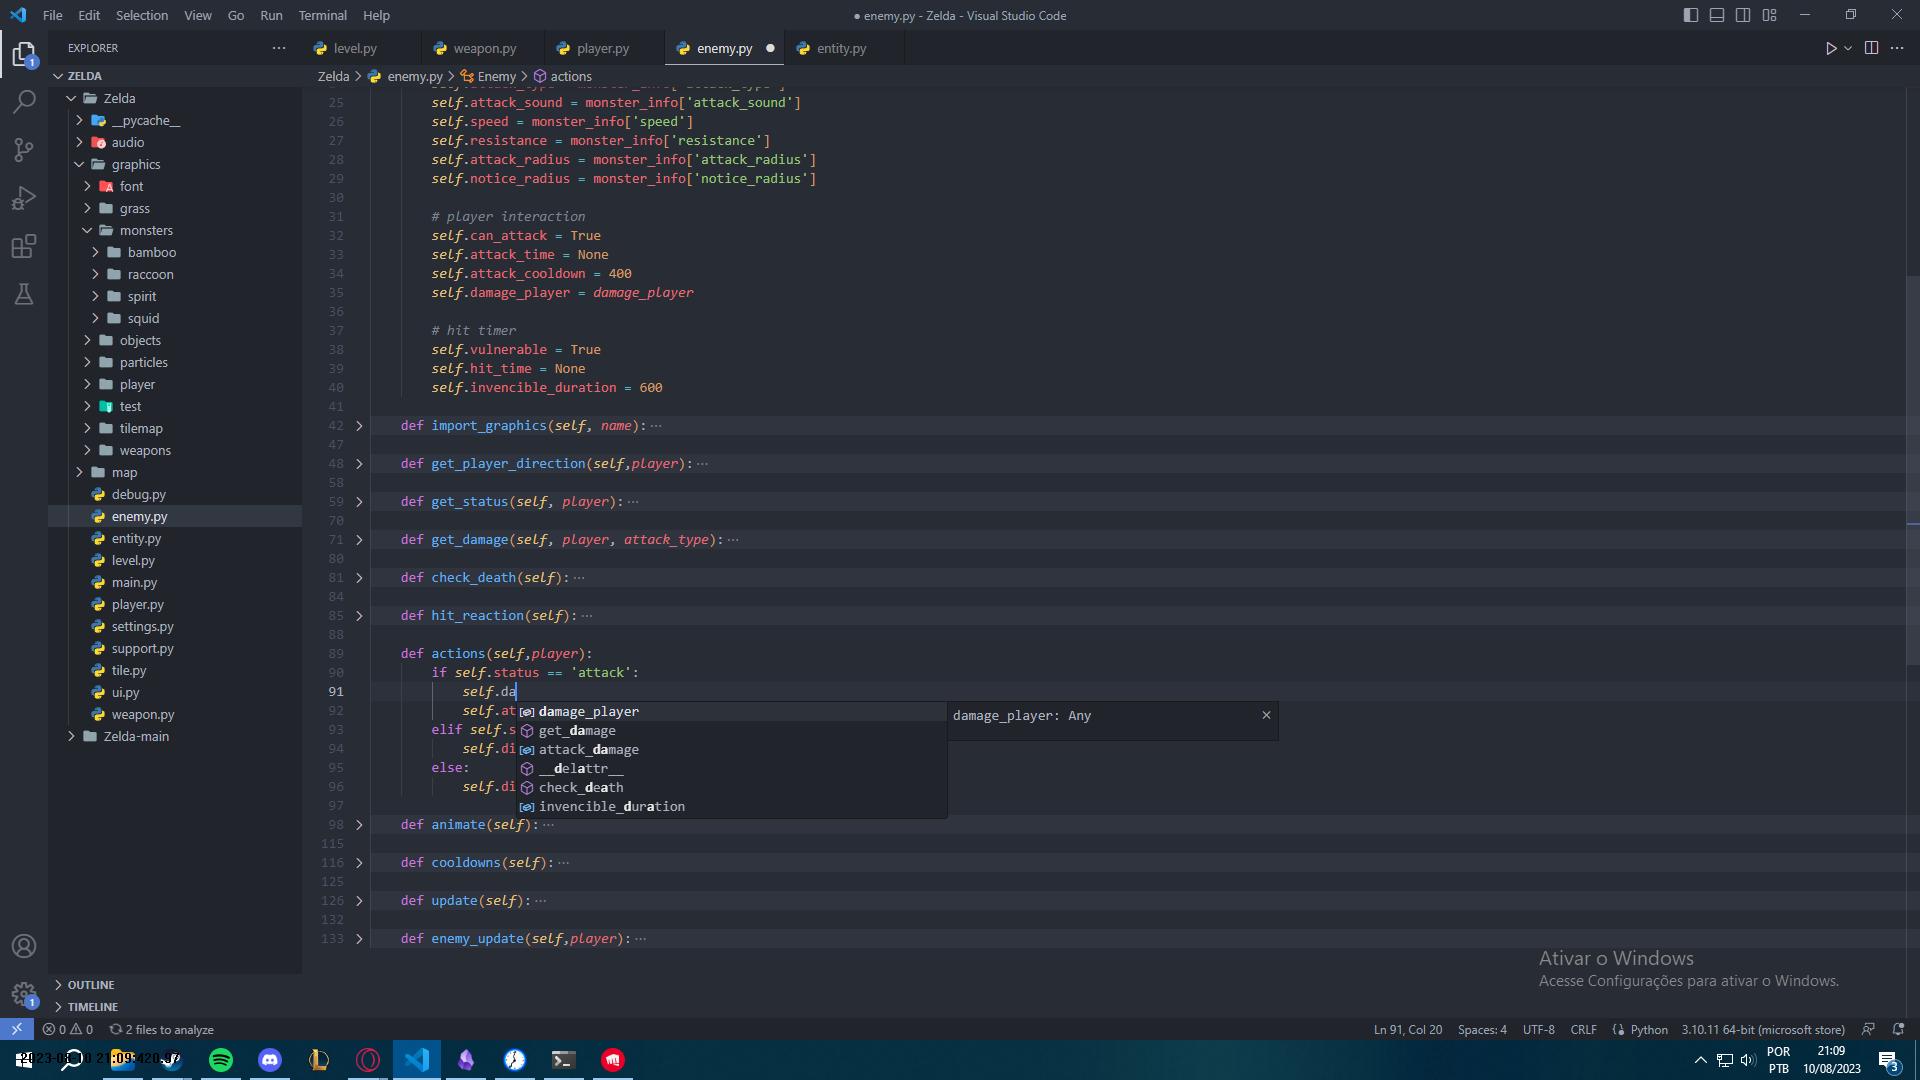 File Edit Selection View Go Run Terminal Help
● enemy.py - Zelda - Visual Studio Code
EXPLORER
level.py
weapon.py
player.py
enemy.py
entity.py
ZELDA
Zelda > enemy.py > Enemy > actions
Zelda
__pycache__
audio
graphics
font
grass
monsters
bamboo
raccoon
spirit
squid
objects
particles
player
test
tilemap
weapons
map
debug.py
enemy.py
entity.py
level.py
main.py
player.py
settings.py
support.py
tile.py
ui.py
weapon.py
Zelda-main
OUTLINE
TIMELINE
25 self.attack_sound = monster_info['attack_sound']
26 self.speed = monster_info['speed']
27 self.resistance = monster_info['resistance']
28 self.attack_radius = monster_info['attack_radius']
29 self.notice_radius = monster_info['notice_radius']
30
31 # player interaction
32 self.can_attack = True
33 self.attack_time = None
34 self.attack_cooldown = 400
35 self.damage_player = damage_player
36
37 # hit timer
38 self.vulnerable = True
39 self.hit_time = None
40 self.invencible_duration = 600
41
42 def import_graphics(self, name): ···
47
48 def get_player_direction(self,player): ···
58
59 def get_status(self, player): ···
70
71 def get_damage(self, player, attack_type): ···
80
81 def check_death(self): ···
84
85 def hit_reaction(self): ···
88
89 def actions(self,player):
90 if self.status == 'attack':
91 self.da
92 self.at
93 elif self.s
94 self.di
95 else:
96 self.di
97
98 def animate(self): ···
115
116 def cooldowns(self): ···
125
126 def update(self): ···
132
133 def enemy_update(self,player): ···
damage_player
get_damage
attack_damage
__delattr__
check_death
invencible_duration
damage_player: Any
Ativar o Windows
Acesse Configurações para ativar o Windows.
0 0 2 files to analyze
Ln 91, Col 20 Spaces: 4 UTF-8 CRLF Python 3.10.11 64-bit (microsoft store)
POR
PTB
21:09
10/08/2023
3
1
1